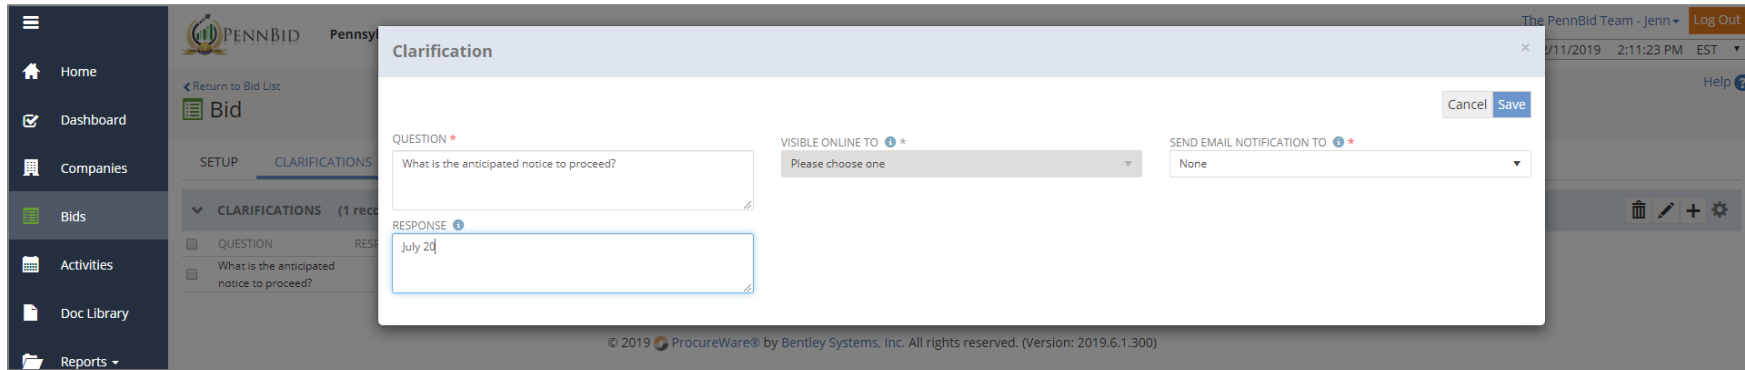 The PennBid Team - Jenn
Log Out
PENNBID
Pennsyl
/11/2019 2:11:23 PM EST
Help
Home
Dashboard
Companies
Bids
Activities
Doc Library
Reports
Return to Bid List
Bid
SETUP CLARIFICATIONS
CLARIFICATIONS (1 reco
QUESTION RESP
What is the anticipated
notice to proceed?
Clarification
×
Cancel Save
QUESTION *
What is the anticipated notice to proceed?
VISIBLE ONLINE TO *
Please choose one
SEND EMAIL NOTIFICATION TO *
None
RESPONSE
July 20
© 2019 ProcureWare® by Bentley Systems, Inc. All rights reserved. (Version: 2019.6.1.300)